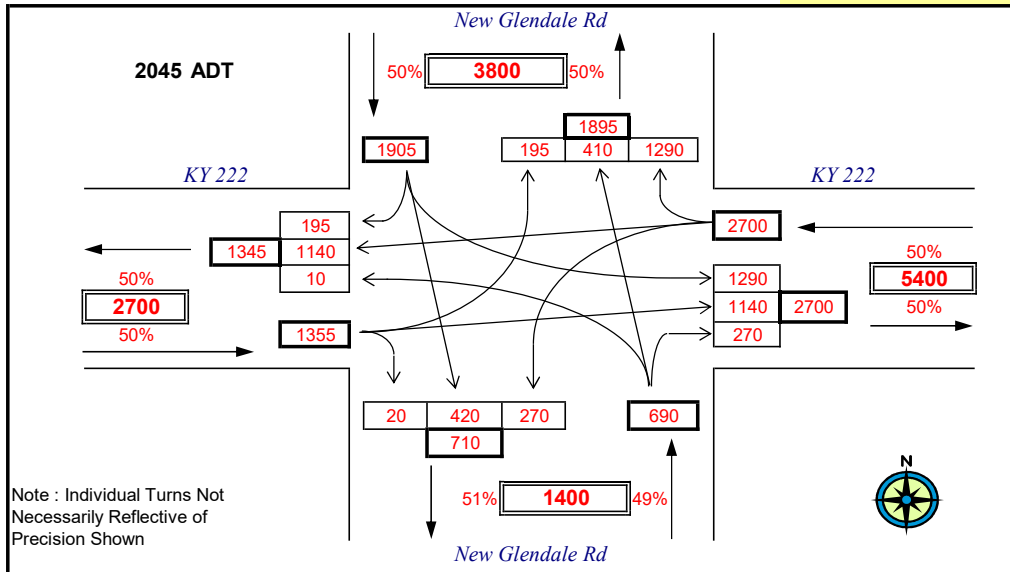 New Glendale Rd
2045 ADT
50% 3800 50%
1895
1905
195 410 1290
KY 222
KY 222
195
2700
1345 1140
50%
10
50%
1290
5400
2700
1140 2700
50%
50%
1355
270
20 420 270
690
710
N
Note : Individual Turns Not
Necessarily Reflective of
Precision Shown
51% 1400 49%
New Glendale Rd